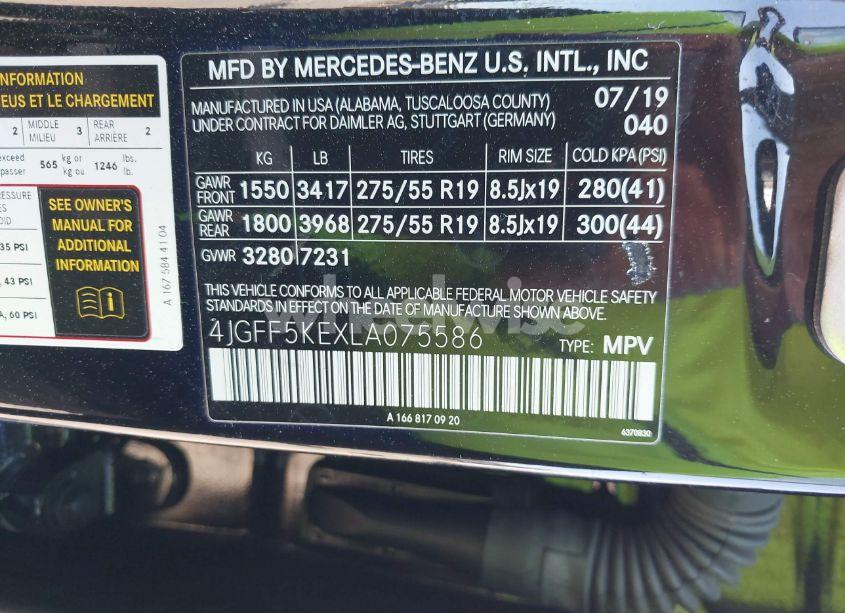 INFORMATION
EUS ET LE CHARGEMENT
2 MIDDLE MILIEU 3 REAR ARRIÈRE 2
exceed
passer
565 kg or kg ou 1246 lbs. lb.
35 PSI
43 PSI
A, 60 PSI
SEE OWNER'S
MANUAL FOR
ADDITIONAL
INFORMATION
A 167 584 41 04
MFD BY MERCEDES-BENZ U.S. INTL., INC
MANUFACTURED IN USA (ALABAMA, TUSCALOOSA COUNTY) 07/19
UNDER CONTRACT FOR DAIMLER AG, STUTTGART (GERMANY) 040
KG LB TIRES RIM SIZE COLD KPA (PSI)
GAWR FRONT 1550 3417 275/55 R19 8.5Jx19 280(41)
GAWR REAR 1800 3968 275/55 R19 8.5Jx19 300(44)
GVWR 3280 7231
THIS VEHICLE CONFORMS TO ALL APPLICABLE FEDERAL MOTOR VEHICLE SAFETY
STANDARDS IN EFFECT ON THE DATE OF MANUFACTURE SHOWN ABOVE.
4JGFF5KEXLA075586 TYPE: MPV
A 166 817 09 20
6370830